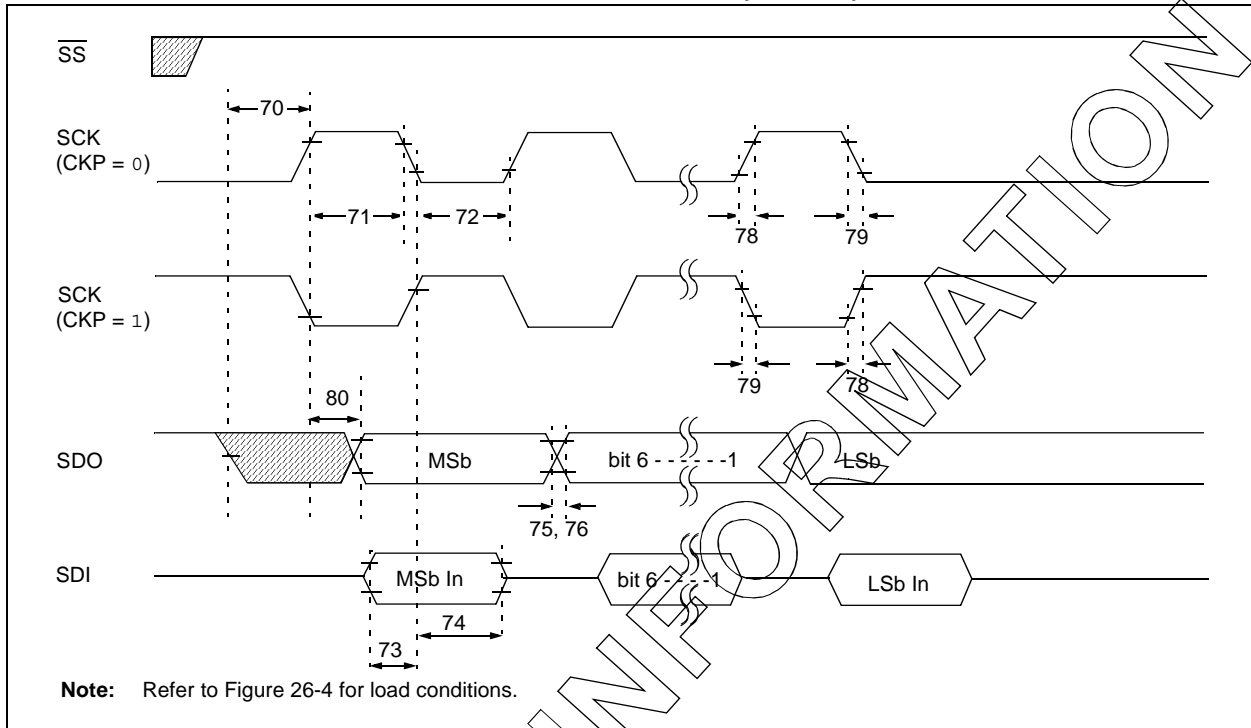 SS
70
SCK
(CKP = 0)
71
72
78
79
SCK
(CKP = 1)
79
78
80
SDO
MSb
bit 6 - - - - - -1
LSb
75, 76
SDI
MSb In
bit 6 - - - -1
LSb In
74
73
Note: Refer to Figure 26-4 for load conditions.
INFORMATION